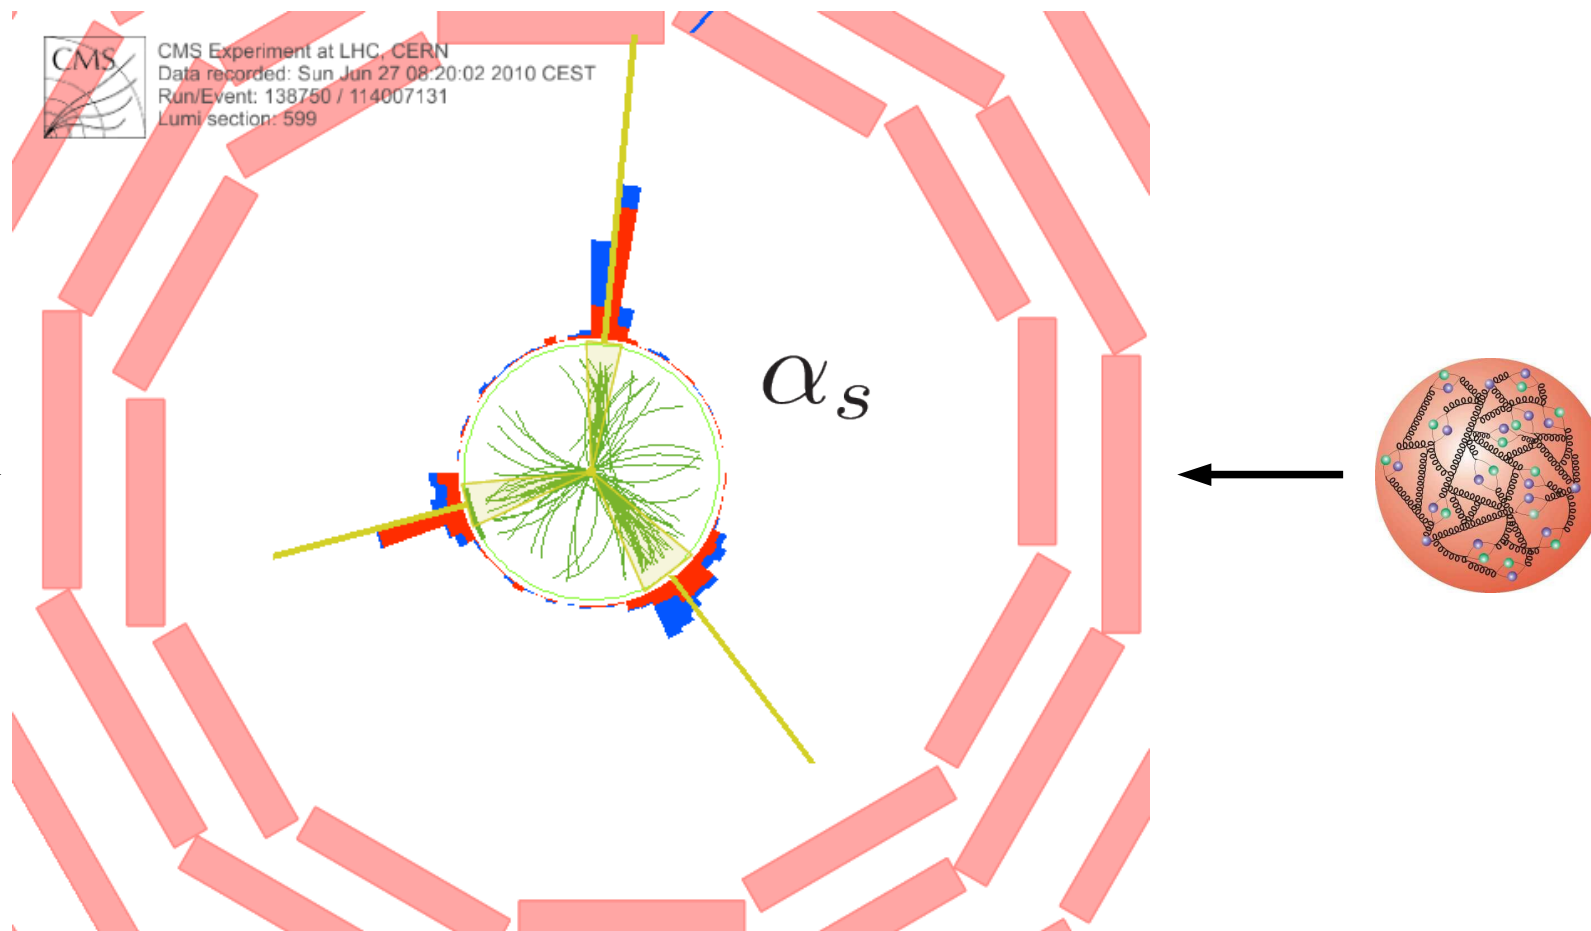 CMS
CMS Experiment at LHC, CERN
Data recorded: Sun Jun 27 08:20:02 2010 CEST
Run/Event: 138750 / 114007131
Lumi section: 599
αs